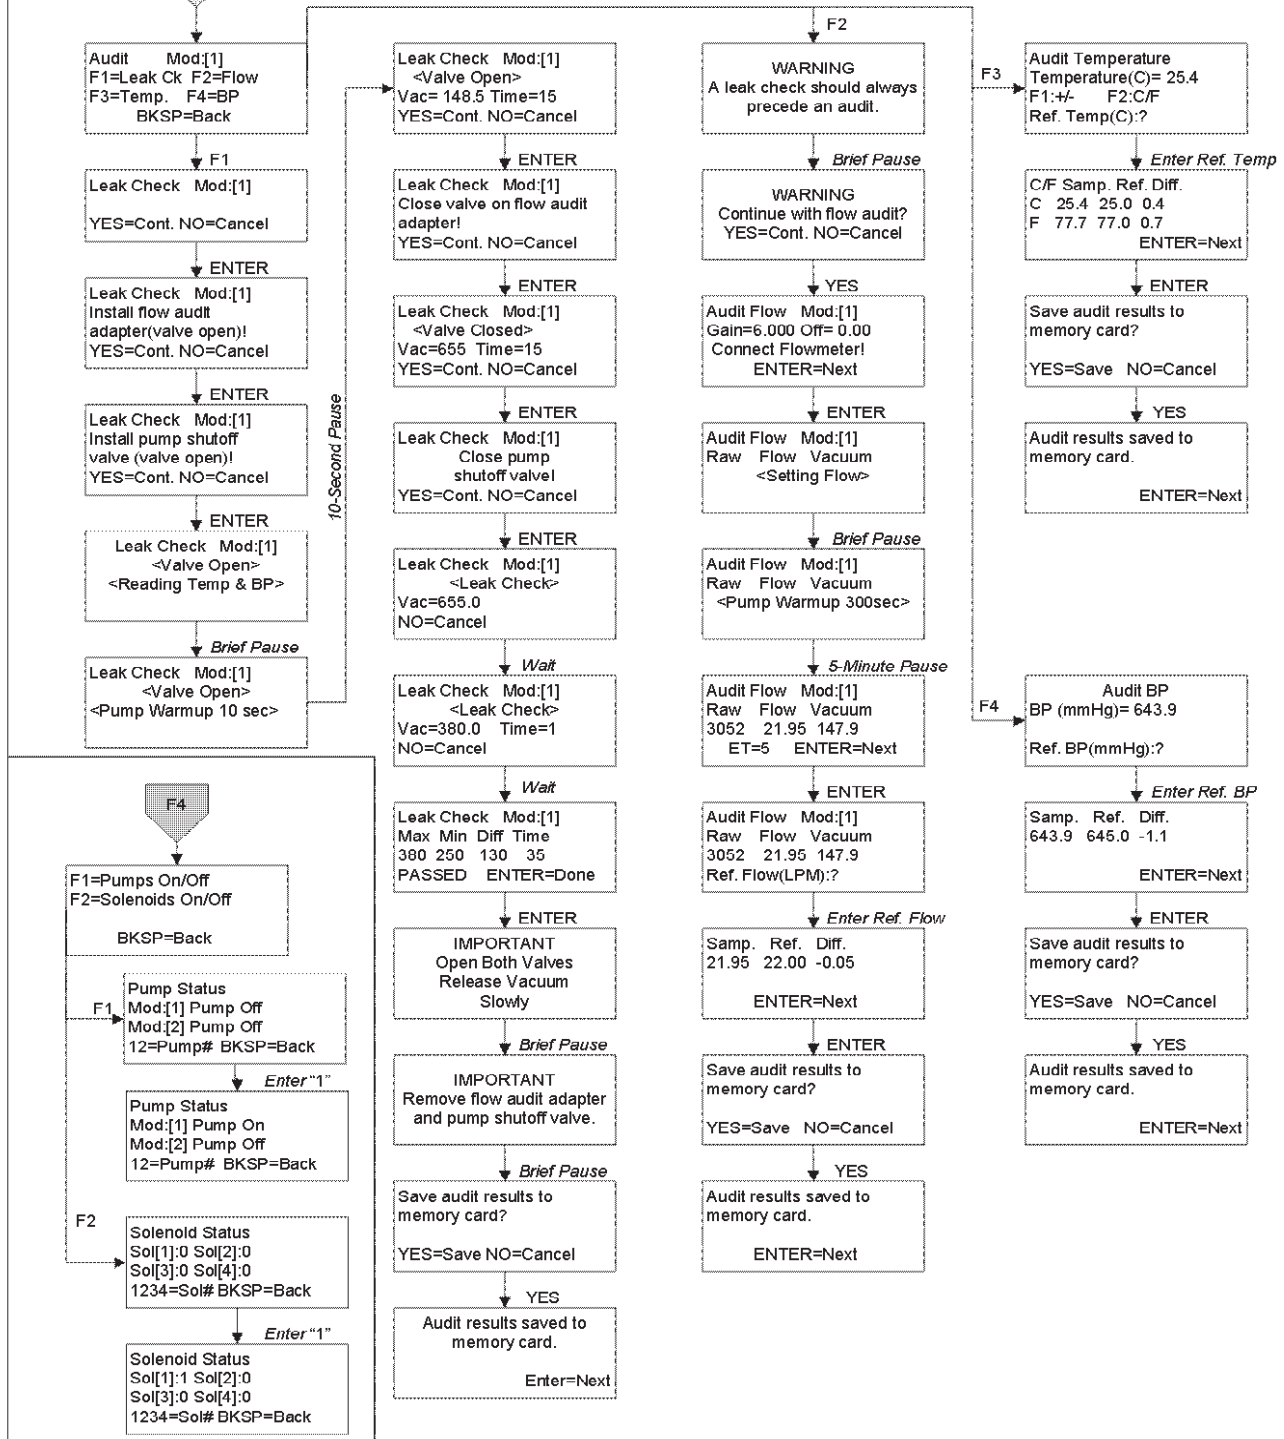 Audit Mod:[1]
F1=Leak Ck F2=Flow
F3=Temp. F4=BP
BKSP=Back
F1
Leak Check Mod:[1]
YES=Cont. NO=Cancel
ENTER
Leak Check Mod:[1]
Install flow audit
adapter(valve open)!
YES=Cont. NO=Cancel
ENTER
Leak Check Mod:[1]
Install pump shutoff
valve (valve open)!
YES=Cont. NO=Cancel
ENTER
Leak Check Mod:[1]
<Valve Open>
<Reading Temp & BP>
Brief Pause
Leak Check Mod:[1]
<Valve Open>
<Pump Warmup 10 sec>
10-Second Pause
Leak Check Mod:[1]
<Valve Open>
Vac= 148.5 Time=15
YES=Cont. NO=Cancel
ENTER
Leak Check Mod:[1]
Close valve on flow audit
adapter!
YES=Cont. NO=Cancel
ENTER
Leak Check Mod:[1]
<Valve Closed>
Vac=655 Time=15
YES=Cont. NO=Cancel
ENTER
Leak Check Mod:[1]
Close pump
shutoff valve!
YES=Cont. NO=Cancel
ENTER
Leak Check Mod:[1]
<Leak Check>
Vac=655.0
NO=Cancel
Wait
Leak Check Mod:[1]
<Leak Check>
Vac=380.0 Time=1
NO=Cancel
Wait
Leak Check Mod:[1]
Max Min Diff Time
380 250 130 35
PASSED ENTER=Done
ENTER
IMPORTANT
Open Both Valves
Release Vacuum
Slowly
Brief Pause
IMPORTANT
Remove flow audit adapter
and pump shutoff valve.
Brief Pause
Save audit results to
memory card?
YES=Save NO=Cancel
YES
Audit results saved to
memory card.
Enter=Next
F2
WARNING
A leak check should always
precede an audit.
Brief Pause
WARNING
Continue with flow audit?
YES=Cont. NO=Cancel
YES
Audit Flow Mod:[1]
Gain=6.000 Off= 0.00
Connect Flowmeter!
ENTER=Next
ENTER
Audit Flow Mod:[1]
Raw Flow Vacuum
<Setting Flow>
Brief Pause
Audit Flow Mod:[1]
Raw Flow Vacuum
<Pump Warmup 300sec>
5-Minute Pause
Audit Flow Mod:[1]
Raw Flow Vacuum
3052 21.95 147.9
ET=5 ENTER=Next
ENTER
Audit Flow Mod:[1]
Raw Flow Vacuum
3052 21.95 147.9
Ref. Flow(LPM):?
Enter Ref. Flow
Samp. Ref. Diff.
21.95 22.00 -0.05
ENTER=Next
ENTER
Save audit results to
memory card?
YES=Save NO=Cancel
YES
Audit results saved to
memory card.
ENTER=Next
F3
Audit Temperature
Temperature(C)= 25.4
F1:+/- F2:C/F
Ref. Temp(C):?
Enter Ref. Temp
C/F Samp. Ref. Diff.
C 25.4 25.0 0.4
F 77.7 77.0 0.7
ENTER=Next
ENTER
Save audit results to
memory card?
YES=Save NO=Cancel
YES
Audit results saved to
memory card.
ENTER=Next
F4
Audit BP
BP (mmHg)= 643.9
Ref. BP(mmHg):?
Enter Ref. BP
Samp. Ref. Diff.
643.9 645.0 -1.1
ENTER=Next
ENTER
Save audit results to
memory card?
YES=Save NO=Cancel
YES
Audit results saved to
memory card.
ENTER=Next
F4
F1=Pumps On/Off
F2=Solenoids On/Off
BKSP=Back
F1
Pump Status
Mod:[1] Pump Off
Mod:[2] Pump Off
12=Pump# BKSP=Back
Enter "1"
Pump Status
Mod:[1] Pump On
Mod:[2] Pump Off
12=Pump# BKSP=Back
F2
Solenoid Status
Sol[1]:0 Sol[2]:0
Sol[3]:0 Sol[4]:0
1234=Sol# BKSP=Back
Enter "1"
Solenoid Status
Sol[1]:1 Sol[2]:0
Sol[3]:0 Sol[4]:0
1234=Sol# BKSP=Back